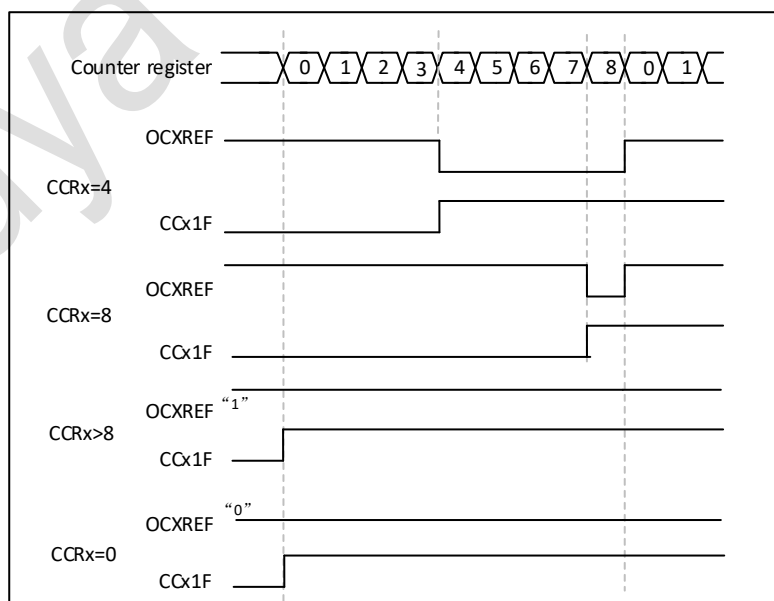 Counter register 0 1 2 3 4 5 6 7 8 0 1
OCXREF
CCRx=4
CCx1F
OCXREF
CCRx=8
CCx1F
OCXREF “1”
CCRx>8
CCx1F
OCXREF “0”
CCRx=0
CCx1F
aya